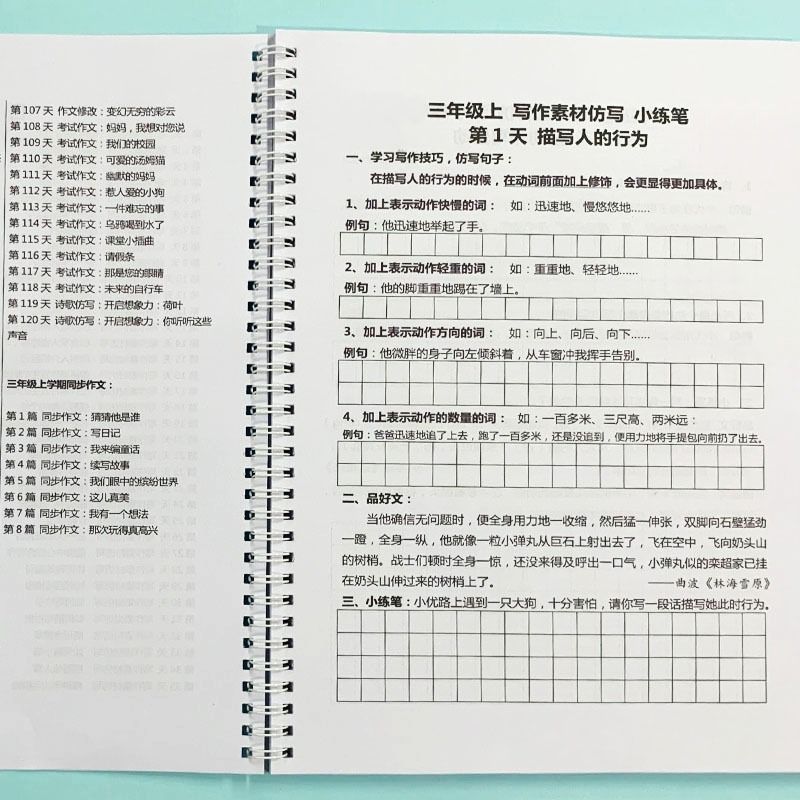 第 107 天 作文修改：变幻无穷的彩云
第 108 天 考试作文：妈妈，我想对您说
第 109 天 考试作文：我们的校园
第 110 天 考试作文：可爱的汤姆猫
第 111 天 考试作文：幽默的妈妈
第 112 天 考试作文：惹人爱的小狗
第 113 天 考试作文：一件难忘的事
第 114 天 考试作文：乌鸦喝到水了
第 115 天 考试作文：课堂小插曲
第 116 天 考试作文：请假条
第 117 天 考试作文：那是您的眼睛
第 118 天 考试作文：未来的自行车
第 119 天 诗歌仿写：开启想象力：荷叶
第 120 天 诗歌仿写：开启想象力：你听听这些
声音
三年级上学期同步作文：
第 1 篇 同步作文：猜猜他是谁
第 2 篇 同步作文：写日记
第 3 篇 同步作文：我来编童话
第 4 篇 同步作文：续写故事
第 5 篇 同步作文：我们眼中的缤纷世界
第 6 篇 同步作文：这儿真美
第 7 篇 同步作文：我有一个想法
第 8 篇 同步作文：那次玩得真高兴
三年级上 写作素材仿写 小练笔
第 1 天 描写人的行为
一、学习写作技巧，仿写句子：
在描写人的行为的时候，在动词前面加上修饰，会更显得更加具体。
1、加上表示动作快慢的词： 如：迅速地、慢悠悠地……
例句：他迅速地举起了手。
2、加上表示动作轻重的词： 如：重重地、轻轻地……
例句：他的脚重重地踢在了墙上。
3、加上表示动作方向的词： 如：向上、向后、向下……
例句：他微胖的身子向左倾斜着，从车窗冲我挥手告别。
4、加上表示动作的数量的词： 如：一百多米、三尺高、两米远：
例句：爸爸迅速地追了上去，跑了一百多米，还是没追到，便用力地将手提包向前扔了出去。
二、品好文：
当他确信无问题时，便全身用力地一收缩，然后猛一伸张，双脚向石壁猛劲
一蹬，全身一纵，他就像一粒小弹丸从巨石上射出去了，飞在空中，飞向奶头山
的树梢。战士们顿时全身一惊，还没来得及呼出一口气，小弹丸似的栾超家已挂
在奶头山伸过来的树梢上了。 ——曲波《林海雪原》
三、小练笔：小优路上遇到一只大狗，十分害怕，请你写一段话描写她此时行为。